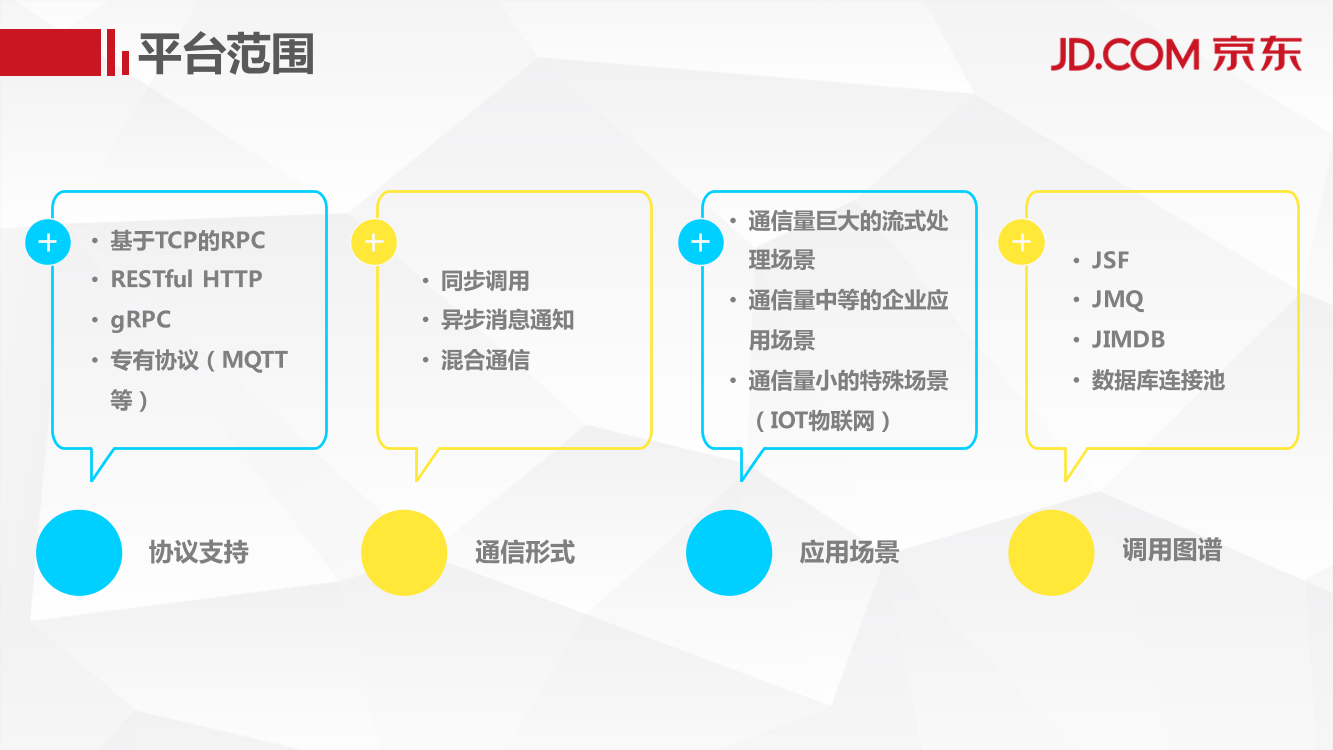 平台范围
JD.COM 京东
• 基于TCP的RPC
• RESTful HTTP
• gRPC
• 专有协议（MQTT
等）
• 同步调用
• 异步消息通知
• 混合通信
• 通信量巨大的流式处
理场景
• 通信量中等的企业应
用场景
• 通信量小的特殊场景
（IOT物联网）
• JSF
• JMQ
• JIMDB
• 数据库连接池
协议支持
通信形式
应用场景
调用图谱